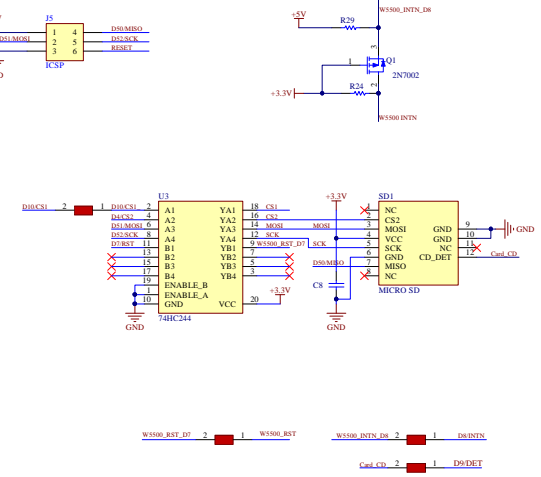 W5500_INTN_D8
+5V
R29
3
1
Q1
2N7002
+3.3V
R24
2
W5500 INTN
J5
1 4 D50/MISO
D51/MOSI 2 5 D52/SCK
3 6 RESET
ICSP
U3
D10/CS1 2 1 D10/CS1 2 A1 YA1 18 CS1
D4/CS2 4 A2 YA2 16 CS2
D51/MOSI 6 A3 YA3 14 MOSI MOSI
D52/SCK 8 A4 YA4 12 SCK
D7/RST 11 B1 YB1 9 W5500_RST_D7 SCK
13 B2 YB2 7
15 B3 YB3 5 D50/MISO
17 B4 YB4 3
19 ENABLE_B
1 ENABLE_A
10 GND VCC 20 +3.3V
74HC244
GND
+3.3V
C8
GND
SD1
1 NC
2 CS2
3 MOSI GND 9 GND
4 VCC GND 10
5 SCK NC 11
6 GND CD_DET 12 Card_CD
7 MISO
8 NC
MICRO SD
W5500_RST_D7 2 1 W5500_RST
W5500_INTN_D8 2 1 D8/INTN
Card_CD 2 1 D9/DET